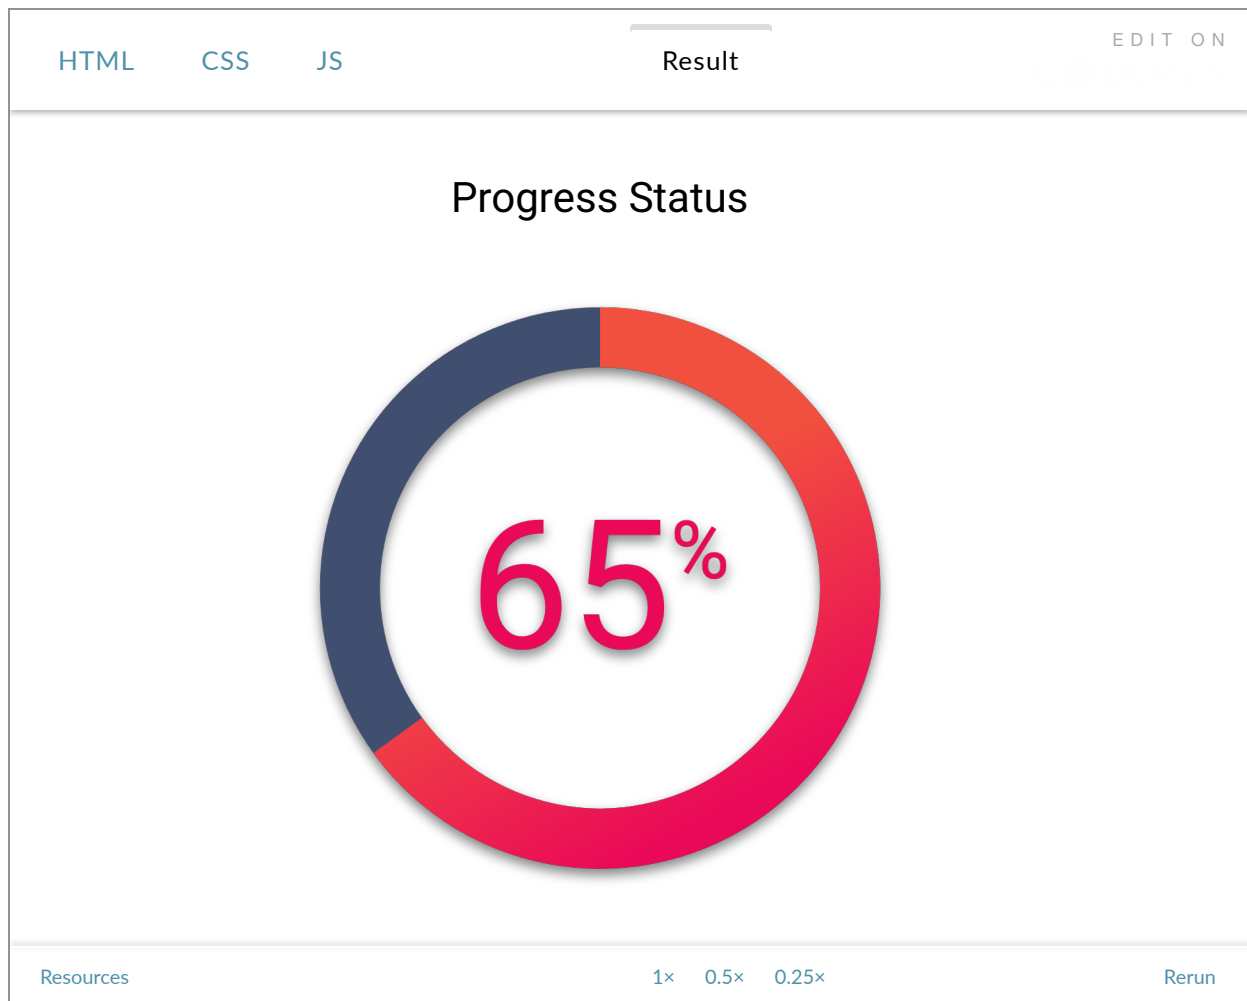 HTML CSS JS Result EDIT ON
Progress Status
65%
Resources 1× 0.5× 0.25× Rerun